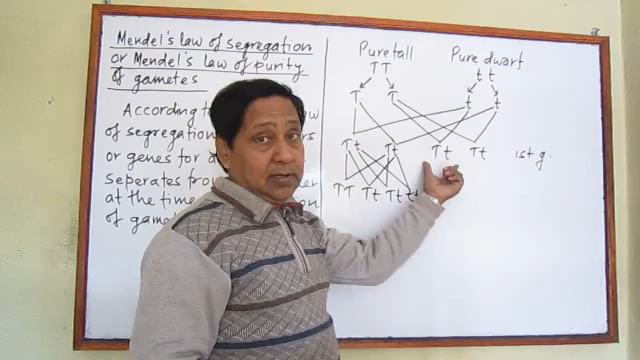 Mendel's law of segregation
or Mendel's law of purity
of gametes
According to
of segregation
or genes for
seperates from
at the time
of gam
Pure tall
TT
Pure dwarf
tt
T T t t
Tt Tt Tt Tt
1st g.
TT Tt Tt tt